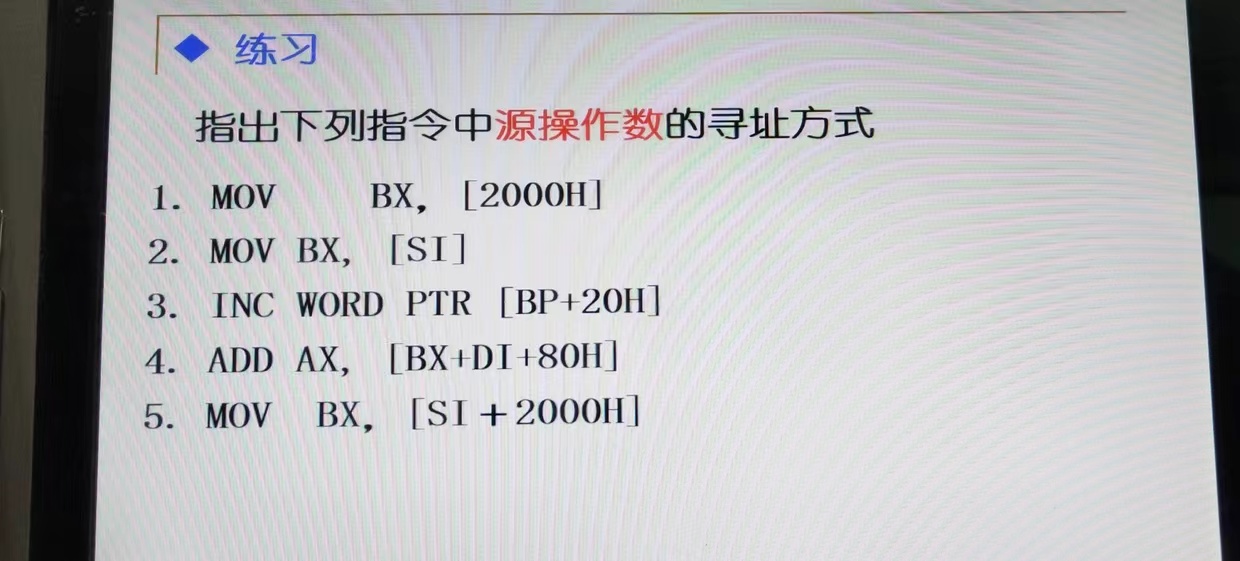 练习
指出下列指令中源操作数的寻址方式
1. MOV BX, [2000H]
2. MOV BX, [SI]
3. INC WORD PTR [BP+20H]
4. ADD AX, [BX+DI+80H]
5. MOV BX, [SI+2000H]